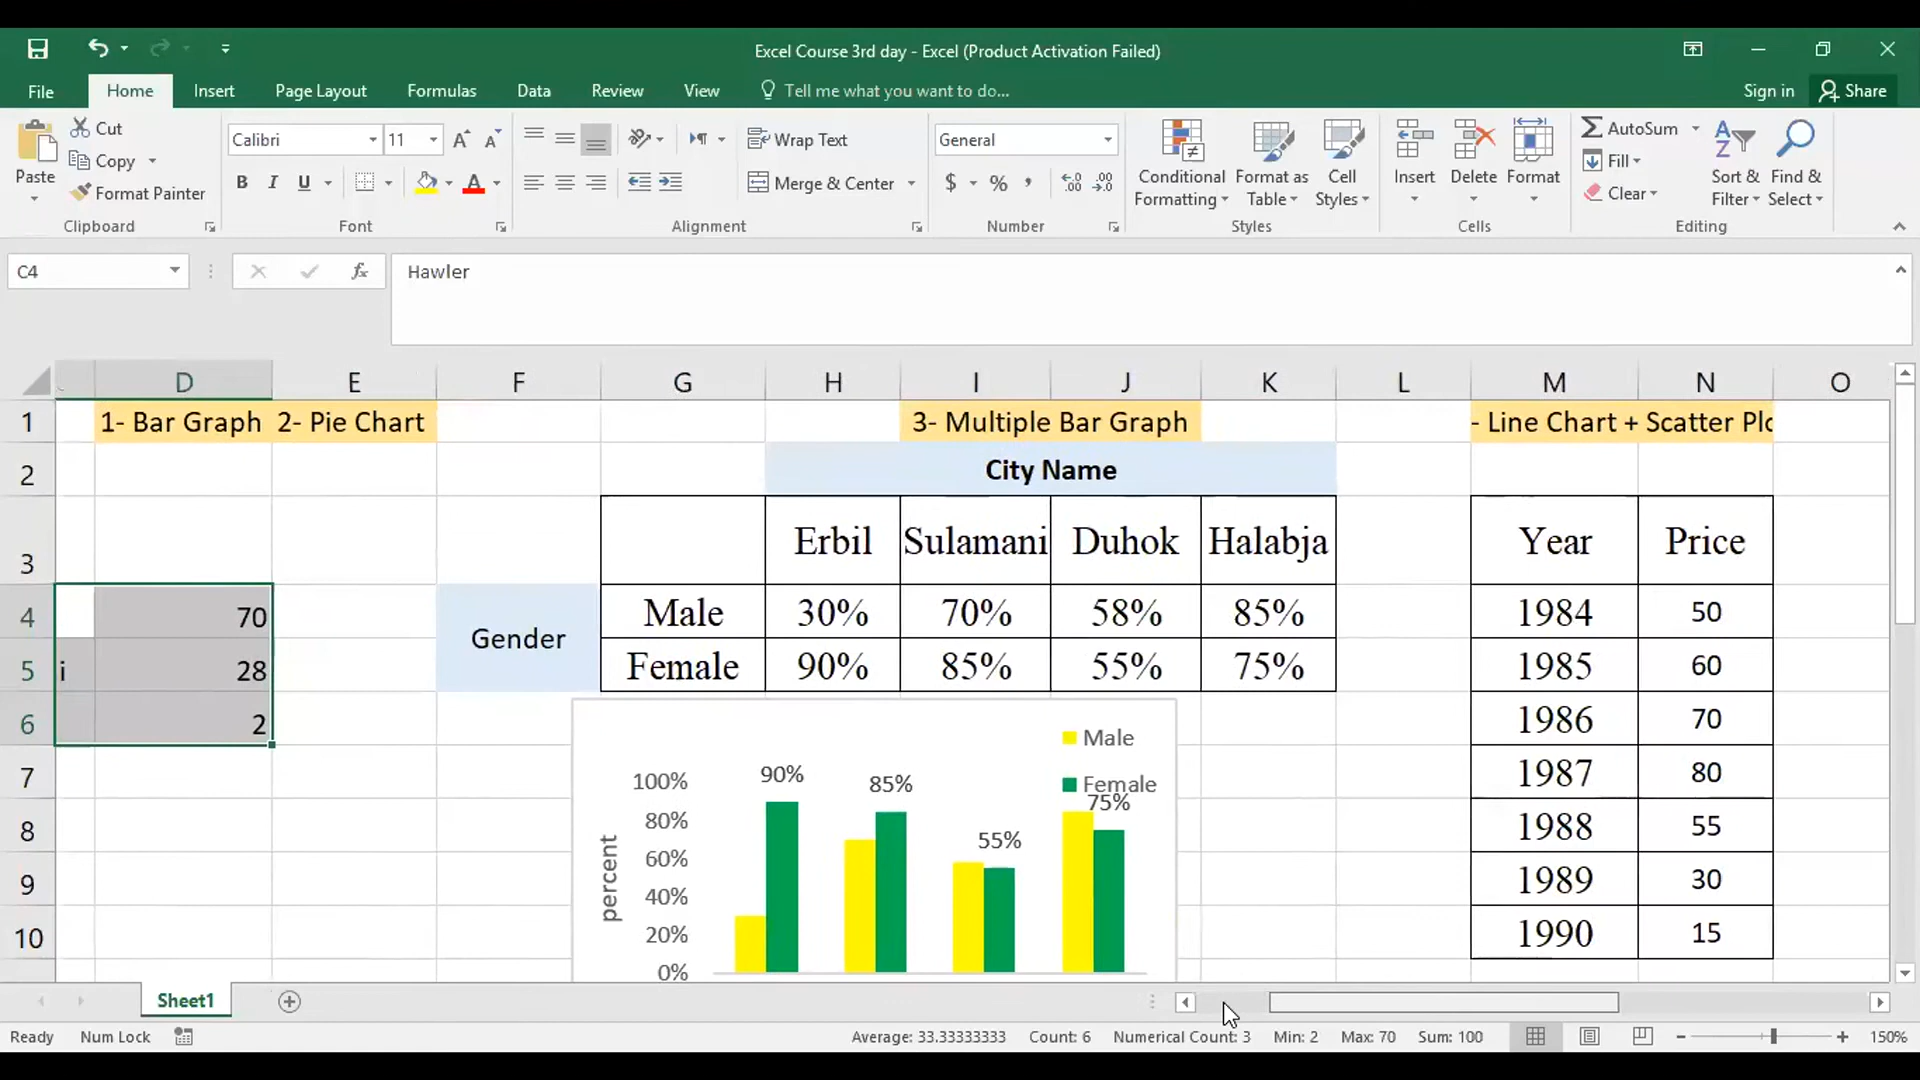 Excel Course 3rd day - Excel (Product Activation Failed)
File Home Insert Page Layout Formulas Data Review View Tell me what you want to do... Sign in Share
Paste Cut
Copy
Format Painter
Clipboard
Calibri 11
B I U
Font
Wrap Text
Merge & Center
Alignment
General
$ % ,
Number
Conditional Formatting
Format as Table
Cell Styles
Styles
Insert Delete Format
Cells
AutoSum
Fill
Clear
Sort & Filter
Find & Select
Editing
C4 fx Hawler
D E F G H I J K L M N O
1 1- Bar Graph 2- Pie Chart 3- Multiple Bar Graph - Line Chart + Scatter Plo
2 City Name
3 Erbil Sulamani Duhok Halabja Year Price
4 70 Gender Male 30% 70% 58% 85% 1984 50
5 i 28 Female 90% 85% 55% 75% 1985 60
6 2 1986 70
7 1987 80
8 1988 55
9 1989 30
10 1990 15
Male
Female
90% 85% 55% 75%
percent
100%
80%
60%
40%
20%
0%
Sheet1
Ready Num Lock Average: 33.33333333 Count: 6 Numerical Count: 3 Min: 2 Max: 70 Sum: 100 150%